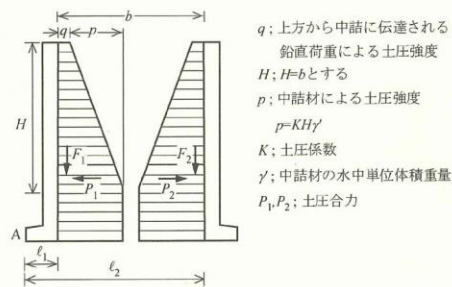 b
q
p
H
F₁
F₂
P₁
P₂
A
ℓ₁
ℓ₂
q ; 上方から中詰に伝達される
鉛直荷重による土圧強度
H ; H=bとする
p ; 中詰材による土圧強度
p=KHγ'
K ; 土圧係数
γ' ; 中詰材の水中単位体積重量
P₁,P₂ ; 土圧合力